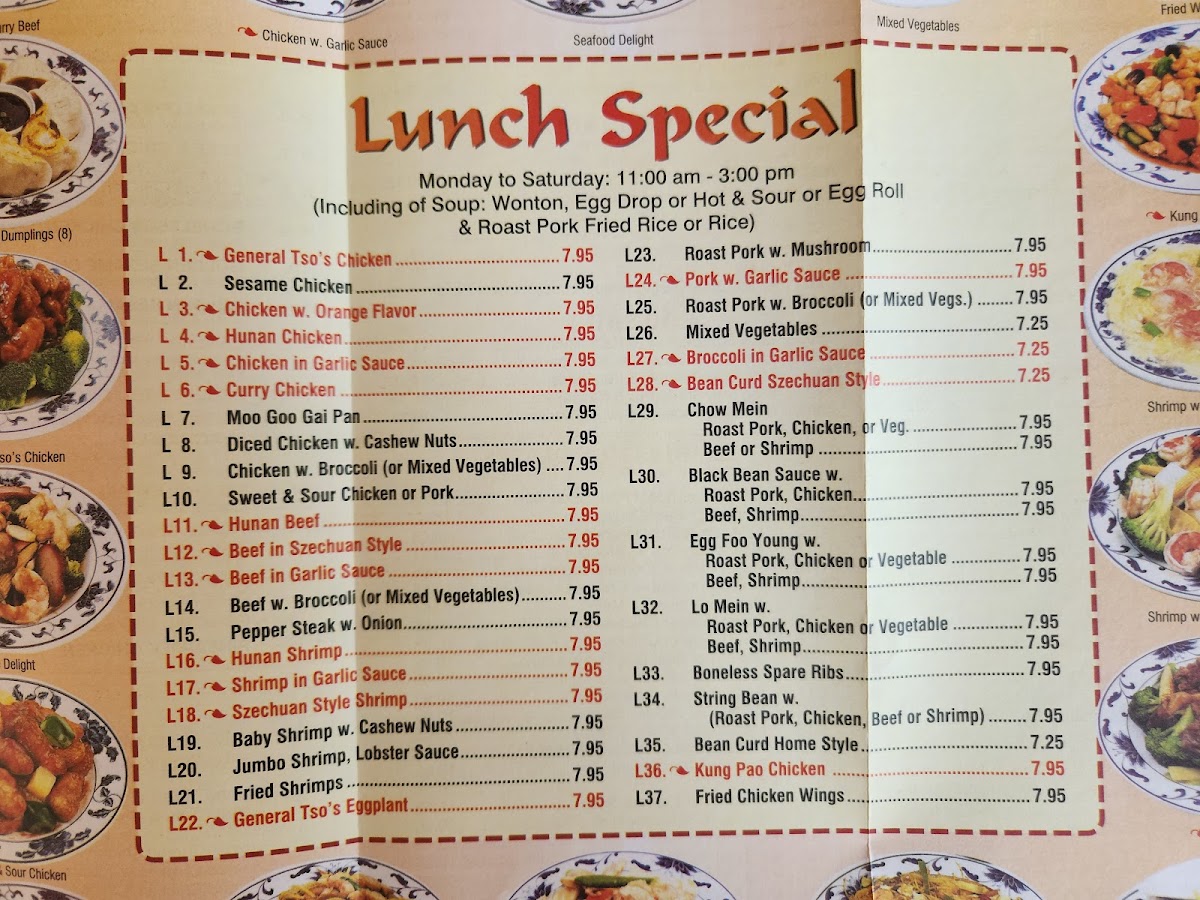 rry Beef
Chicken w. Garlic Sauce
Seafood Delight
Mixed Vegetables
Fried W
Dumplings (8)
so's Chicken
Delight
& Sour Chicken
Lunch Special
Monday to Saturday: 11:00 am - 3:00 pm
(Including of Soup: Wonton, Egg Drop or Hot & Sour or Egg Roll
& Roast Pork Fried Rice or Rice)
L 1. General Tso's Chicken ........ 7.95
L 2. Sesame Chicken ........ 7.95
L 3. Chicken w. Orange Flavor ........ 7.95
L 4. Hunan Chicken ........ 7.95
L 5. Chicken in Garlic Sauce ........ 7.95
L 6. Curry Chicken ........ 7.95
L 7. Moo Goo Gai Pan ........ 7.95
L 8. Diced Chicken w. Cashew Nuts ........ 7.95
L 9. Chicken w. Broccoli (or Mixed Vegetables) .... 7.95
L10. Sweet & Sour Chicken or Pork ........ 7.95
L11. Hunan Beef ........ 7.95
L12. Beef in Szechuan Style ........ 7.95
L13. Beef in Garlic Sauce ........ 7.95
L14. Beef w. Broccoli (or Mixed Vegetables) ........ 7.95
L15. Pepper Steak w. Onion ........ 7.95
L16. Hunan Shrimp ........ 7.95
L17. Shrimp in Garlic Sauce ........ 7.95
L18. Szechuan Style Shrimp ........ 7.95
L19. Baby Shrimp w. Cashew Nuts ........ 7.95
L20. Jumbo Shrimp, Lobster Sauce ........ 7.95
L21. Fried Shrimps ........ 7.95
L22. General Tso's Eggplant ........ 7.95
L23. Roast Pork w. Mushroom ........ 7.95
L24. Pork w. Garlic Sauce ........ 7.95
L25. Roast Pork w. Broccoli (or Mixed Vegs.) ....... 7.95
L26. Mixed Vegetables ........ 7.25
L27. Broccoli in Garlic Sauce ........ 7.25
L28. Bean Curd Szechuan Style ........ 7.25
L29. Chow Mein
Roast Pork, Chicken, or Veg. ........ 7.95
Beef or Shrimp ........ 7.95
L30. Black Bean Sauce w.
Roast Pork, Chicken ........ 7.95
Beef, Shrimp ........ 7.95
L31. Egg Foo Young w.
Roast Pork, Chicken or Vegetable ........ 7.95
Beef, Shrimp ........ 7.95
L32. Lo Mein w.
Roast Pork, Chicken or Vegetable ........ 7.95
Beef, Shrimp ........ 7.95
L33. Boneless Spare Ribs ........ 7.95
L34. String Bean w.
(Roast Pork, Chicken, Beef or Shrimp) ........ 7.95
L35. Bean Curd Home Style ........ 7.25
L36. Kung Pao Chicken ........ 7.95
L37. Fried Chicken Wings ........ 7.95
Kung
Shrimp w
Shrimp w